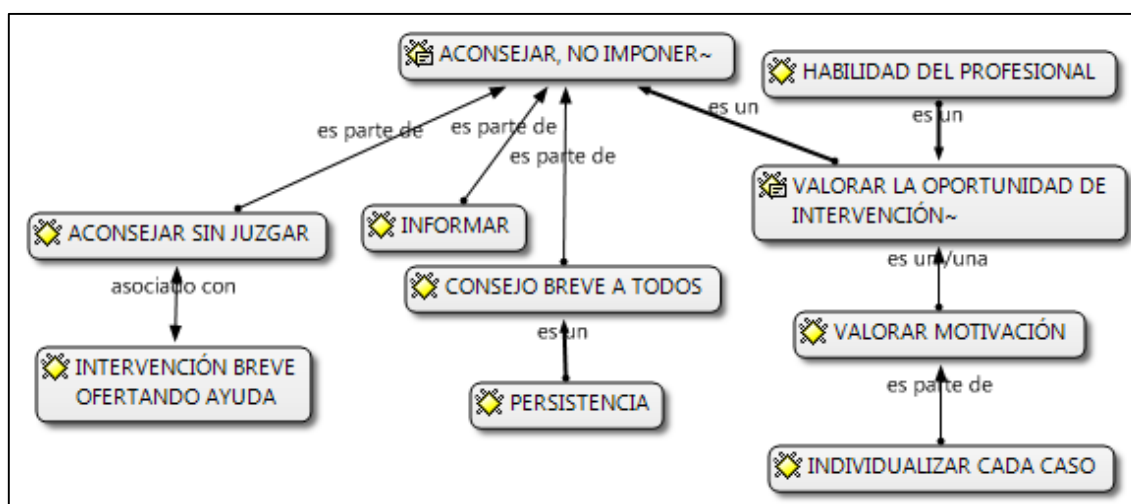 ACONSEJAR, NO IMPONER~
HABILIDAD DEL PROFESIONAL
es un
es un
es parte de
es parte de
es parte de
VALORAR LA OPORTUNIDAD DE
INTERVENCIÓN~
ACONSEJAR SIN JUZGAR
INFORMAR
es un/una
asociado con
CONSEJO BREVE A TODOS
VALORAR MOTIVACIÓN
es un
INTERVENCIÓN BREVE
OFERTANDO AYUDA
es parte de
PERSISTENCIA
INDIVIDUALIZAR CADA CASO